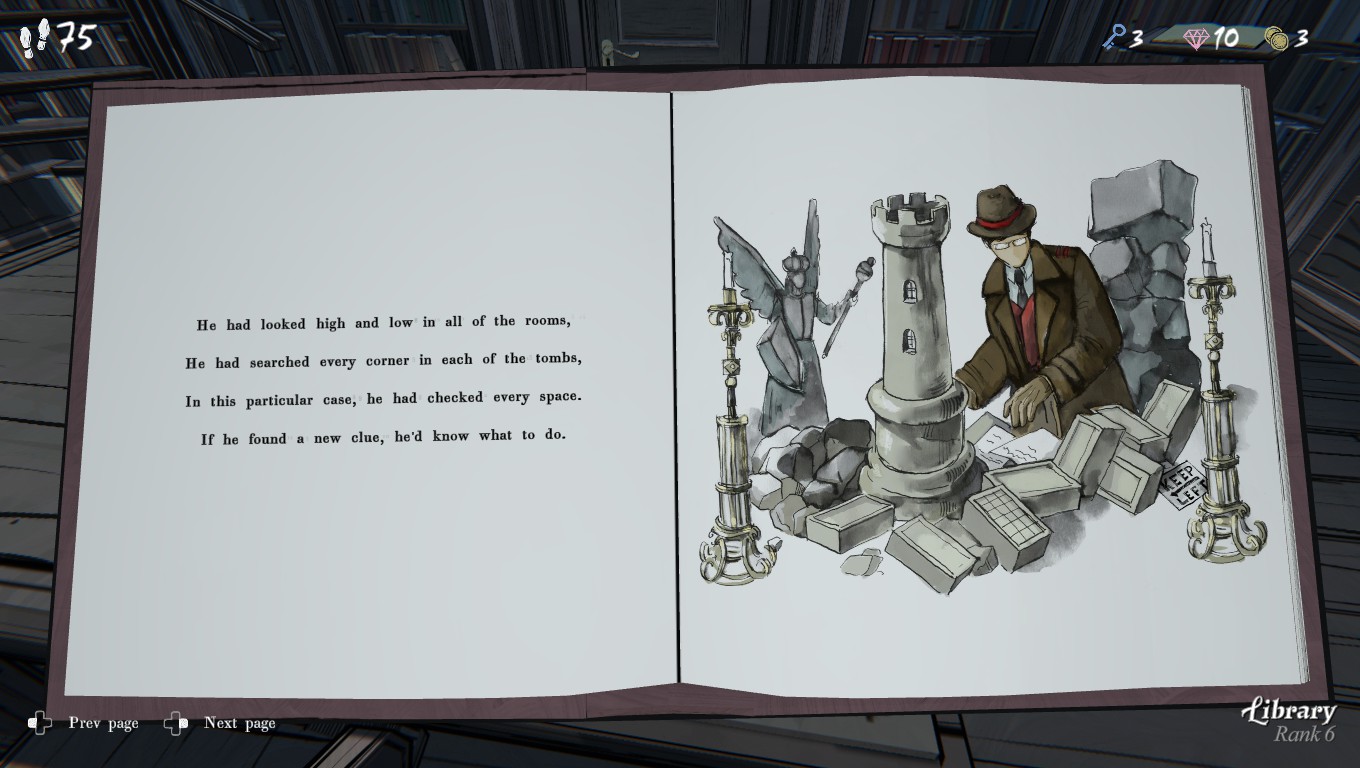 75
3
10
3
He had looked high and low in all of the rooms,
He had searched every corner in each of the tombs,
In this particular case, he had checked every space.
If he found a new clue, he'd know what to do.
KEEP
LEFT
Prev page
Next page
Library
Rank 6